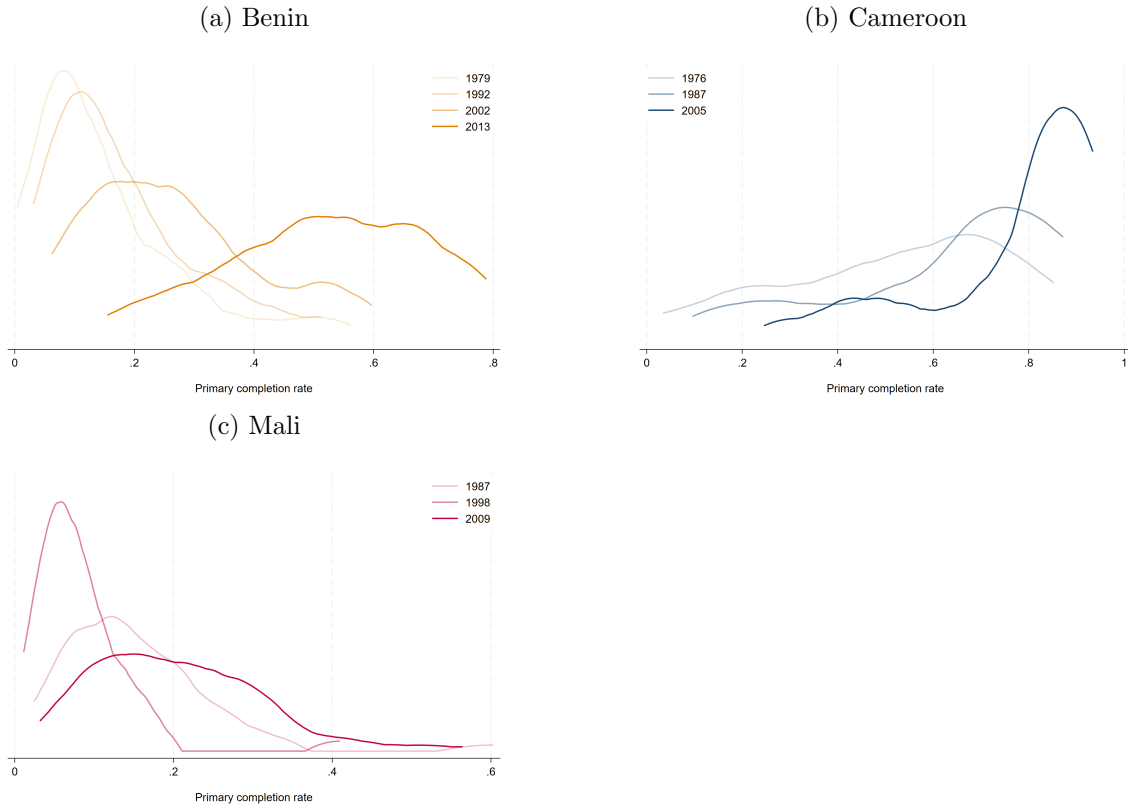 (a) Benin
1979
1992
2002
2013
0 .2 .4 .6 .8
Primary completion rate
(b) Cameroon
1976
1987
2005
0 .2 .4 .6 .8 1
Primary completion rate
(c) Mali
1987
1998
2009
0 .2 .4 .6
Primary completion rate